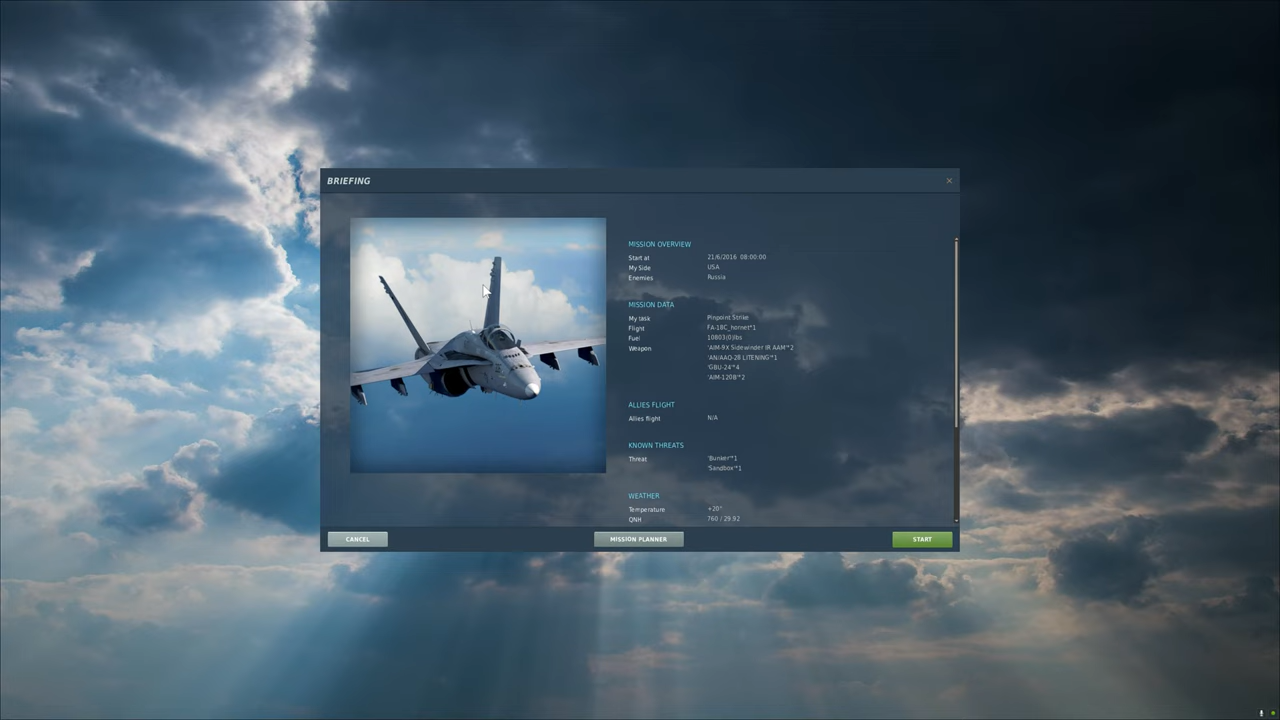 BRIEFING
MISSION OVERVIEW
Start at 21/6/2016 08:00:00
My Side USA
Enemies Russia
MISSION DATA
My task Pinpoint Strike
Flight FA-18C_hornet*1
Fuel 10803(0)lbs
Weapon 'AIM-9X Sidewinder IR AAM'*2
'AN/AAQ-28 LITENING'*1
'GBU-24'*4
'AIM-120B'*2
ALLIES FLIGHT
Allies flight N/A
KNOWN THREATS
Threat 'Bunker'*1
'Sandbox'*1
WEATHER
Temperature +20°
QNH 760 / 29.92
CANCEL MISSION PLANNER START